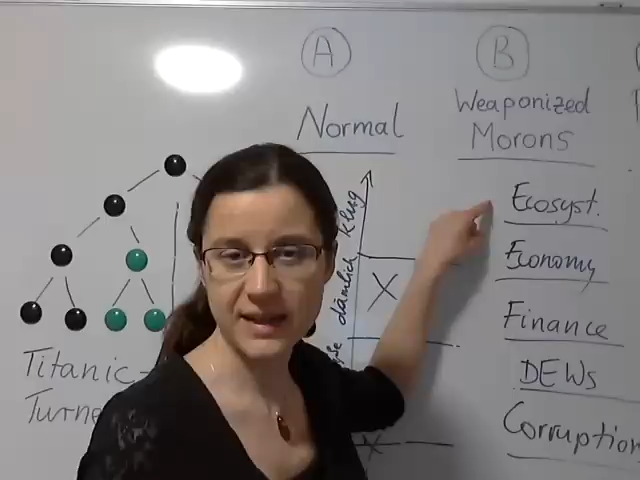 A
B
Normal
Weaponized
Morons
klug
dämlich
Ecosyst.
Economy
Finance
DEWs
Corruption
Titanic-
X
X